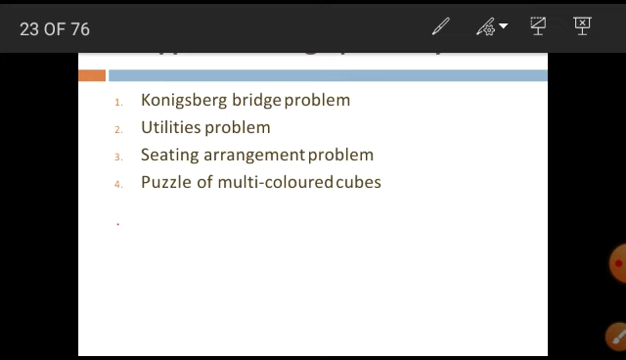 23 OF 76
1. Konigsberg bridge problem
2. Utilities problem
3. Seating arrangement problem
4. Puzzle of multi-coloured cubes